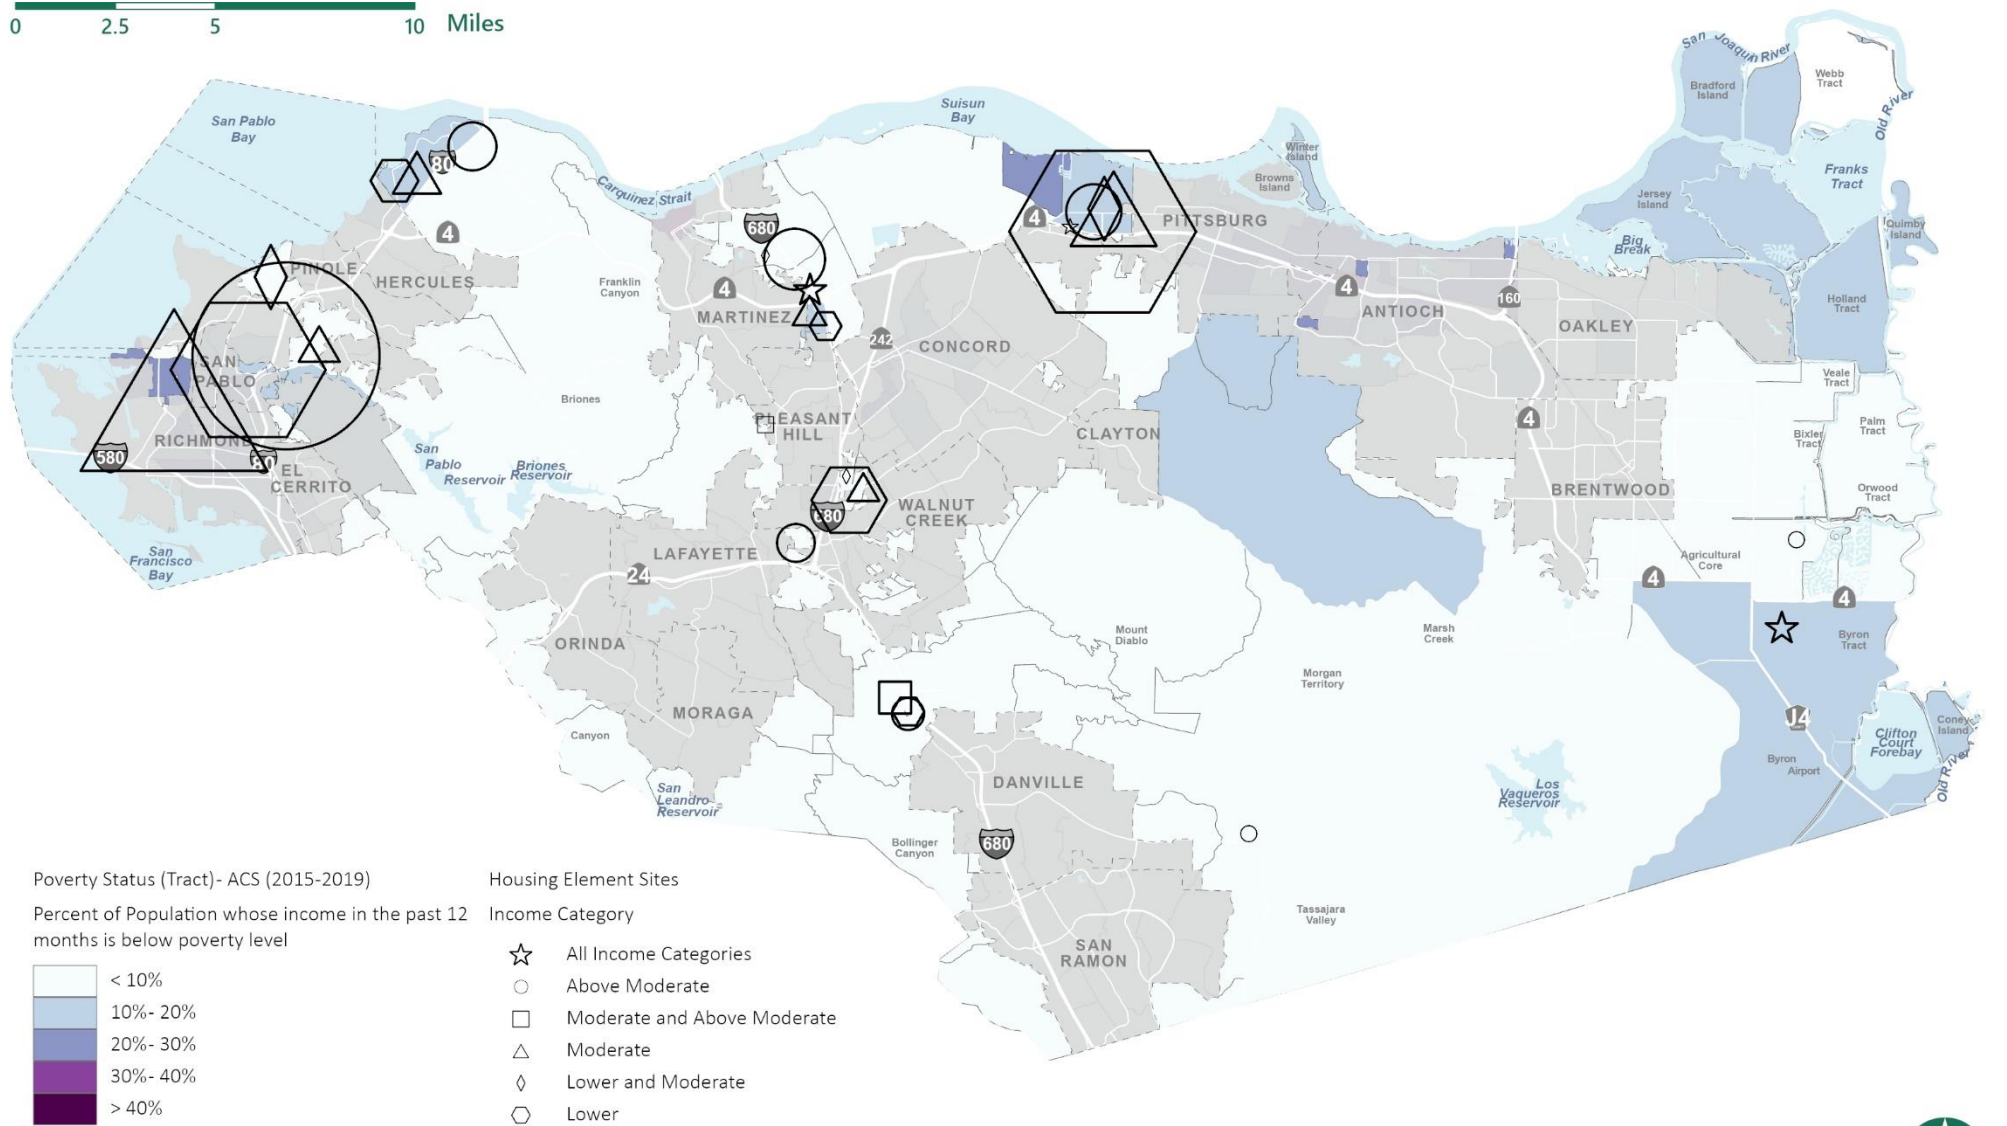 0 2.5 5 10 Miles
San Joaquin River
Webb
Tract
Bradford
Island
Old River
San Pablo
Bay
Suisun
Bay
80
Winter
Island
Franks
Tract
Carquinez Strait
Browns
Island
Jersey
Island
4
680
4
PITTSBURG
Quimby
Island
Big
Break
PINOLE
HERCULES
Franklin
Canyon
4
MARTINEZ
4
ANTIOCH
160
OAKLEY
Holland
Tract
242
CONCORD
SAN
PABLO
Veale
Tract
Briones
PLEASANT
HILL
CLAYTON
4
Bixler
Tract
Palm
Tract
RICHMOND
580
80
EL
CERRITO
San
Pablo
Reservoir
Briones
Reservoir
BRENTWOOD
Orwood
Tract
680
WALNUT
CREEK
San
Francisco
Bay
LAFAYETTE
24
Agricultural
Core
4
4
ORINDA
Mount
Diablo
Marsh
Creek
Byron
Tract
Morgan
Territory
MORAGA
Canyon
J4
Coney
Island
Clifton
Court
Forebay
Byron
Airport
Old River
San
Leandro
Reservoir
DANVILLE
Los
Vaqueros
Reservoir
Bollinger
Canyon
680
Tassajara
Valley
SAN
RAMON
Poverty Status (Tract) - ACS (2015-2019)
Percent of Population whose income in the past 12
months is below poverty level
< 10%
10%- 20%
20%- 30%
30%- 40%
> 40%
Housing Element Sites
Income Category
All Income Categories
Above Moderate
Moderate and Above Moderate
Moderate
Lower and Moderate
Lower